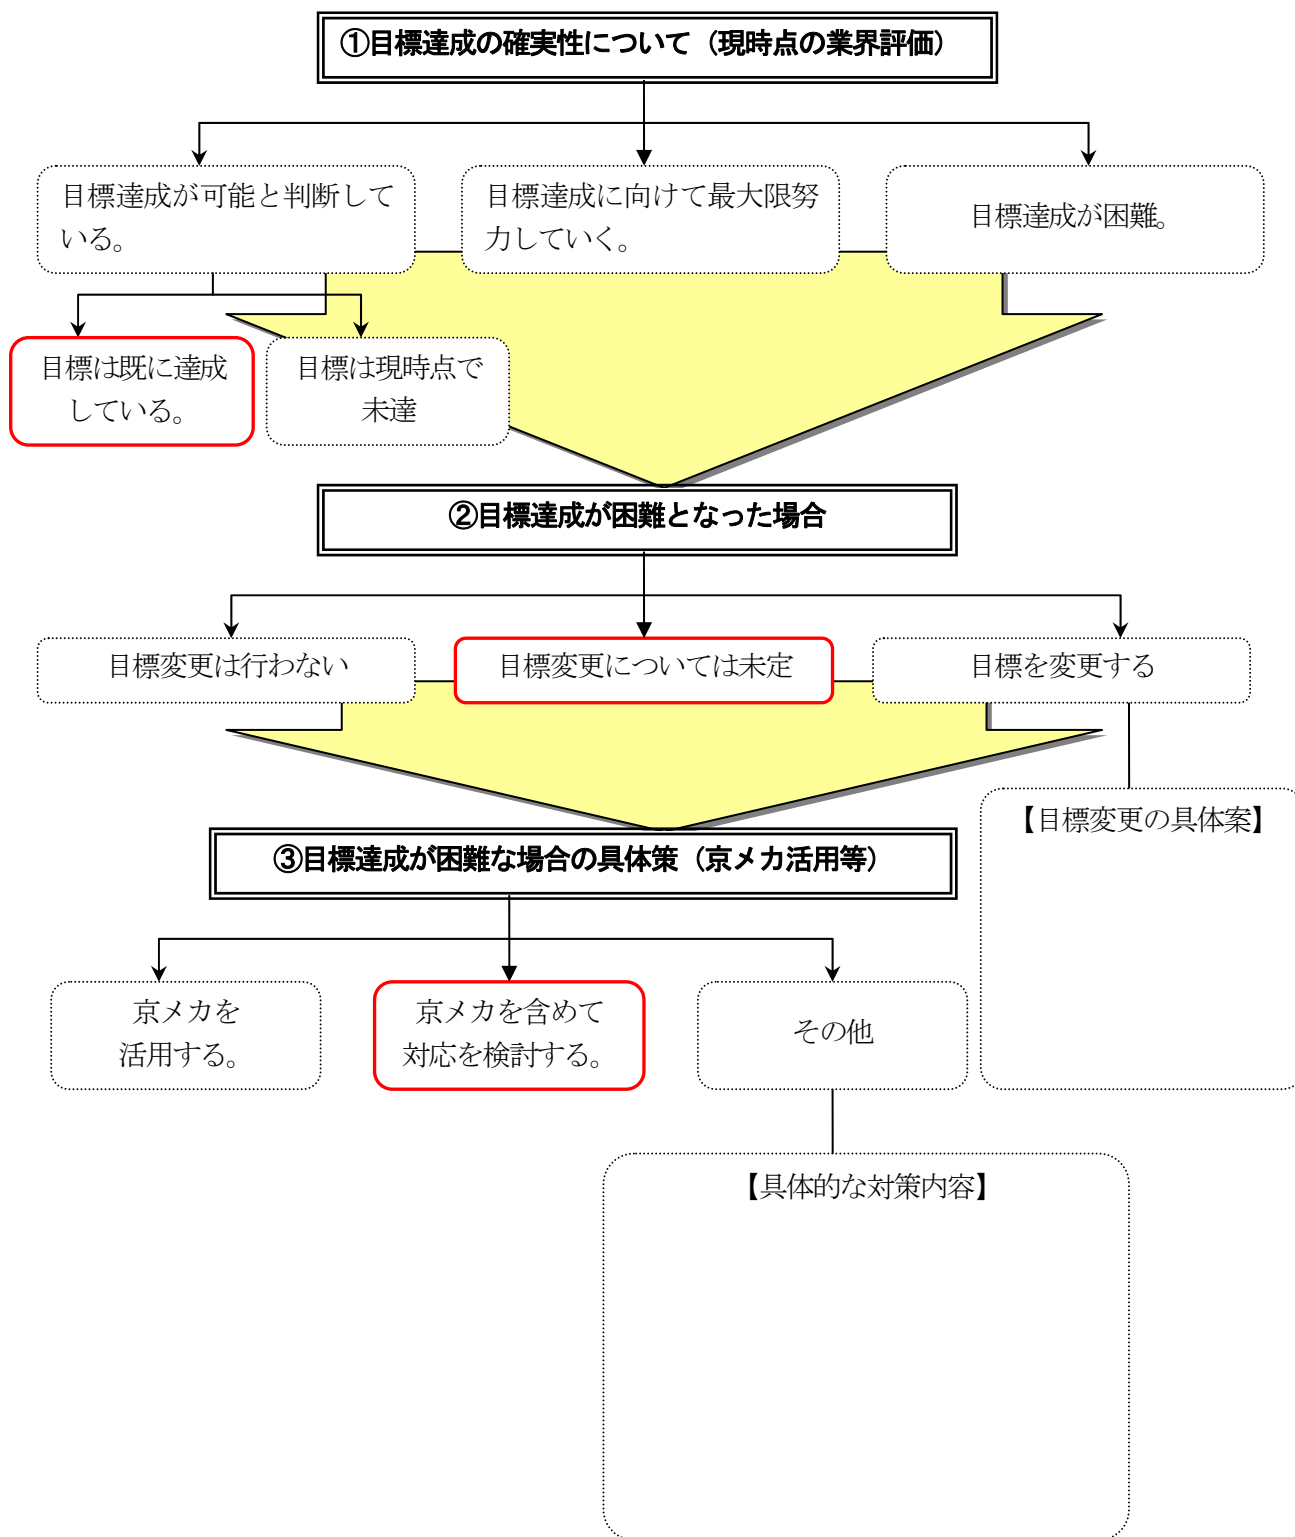 ①目標達成の確実性について（現時点の業界評価）
目標達成が可能と判断して
いる。
目標達成に向けて最大限努
力していく。
目標達成が困難。
目標は既に達成
している。
目標は現時点で
未達
②目標達成が困難となった場合
目標変更は行わない
目標変更については未定
目標を変更する
【目標変更の具体案】
③目標達成が困難な場合の具体策（京メカ活用等）
京メカを
活用する。
京メカを含めて
対応を検討する。
その他
【具体的な対策内容】